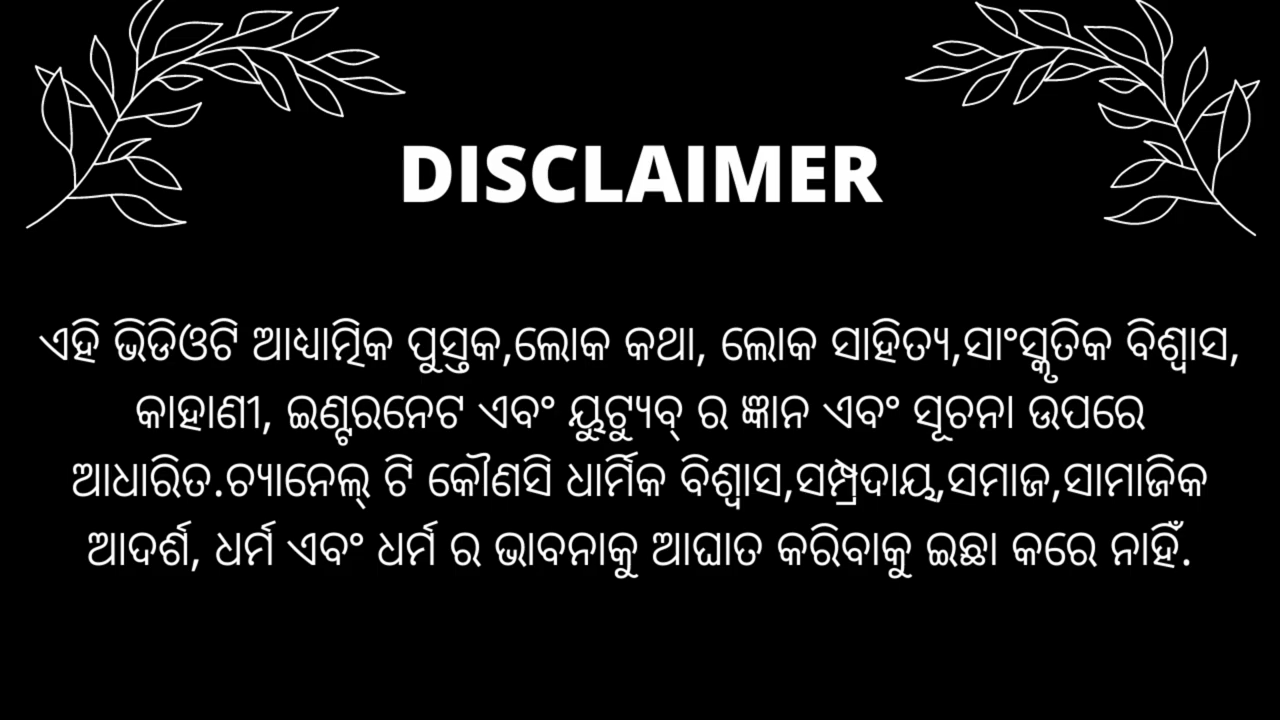 DISCLAIMER
ଏହି ଭିଡିଓଟି ଆଧ୍ୟାତ୍ମିକ ପୁସ୍ତକ,ଲୋକ କଥା, ଲୋକ ସାହିତ୍ୟ,ସାଂସ୍କୃତିକ ବିଶ୍ୱାସ,
କାହାଣୀ, ଇଣ୍ଟରନେଟ ଏବଂ ୟୁଟ୍ୟୁବ୍ ର ଜ୍ଞାନ ଏବଂ ସୂଚନା ଉପରେ
ଆଧାରିତ.ଚ୍ୟାନେଲ୍ ଟି କୌଣସି ଧାର୍ମିକ ବିଶ୍ୱାସ,ସମ୍ପ୍ରଦାୟ,ସମାଜ,ସାମାଜିକ
ଆଦର୍ଶ, ଧର୍ମ ଏବଂ ଧର୍ମ ର ଭାବନାକୁ ଆଘାତ କରିବାକୁ ଇଛା କରେ ନାହିଁ.